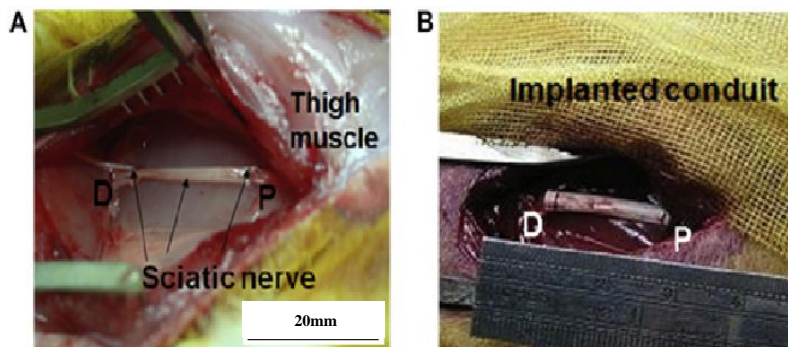 A
Thigh
muscle
D
P
Sciatic nerve
20mm
B
Implanted conduit
D
P